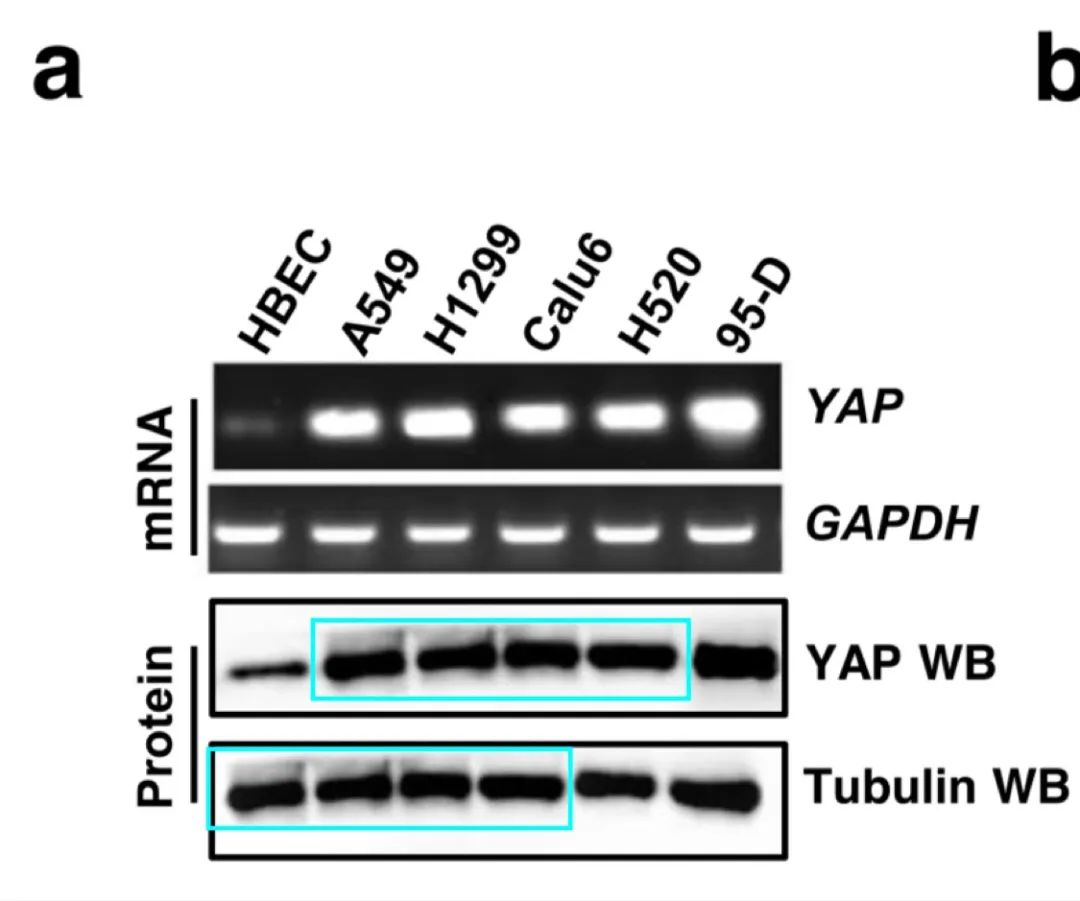 a
b
HBEC
A549
H1299
Calu6
H520
95-D
mRNA
YAP
GAPDH
Protein
YAP WB
Tubulin WB